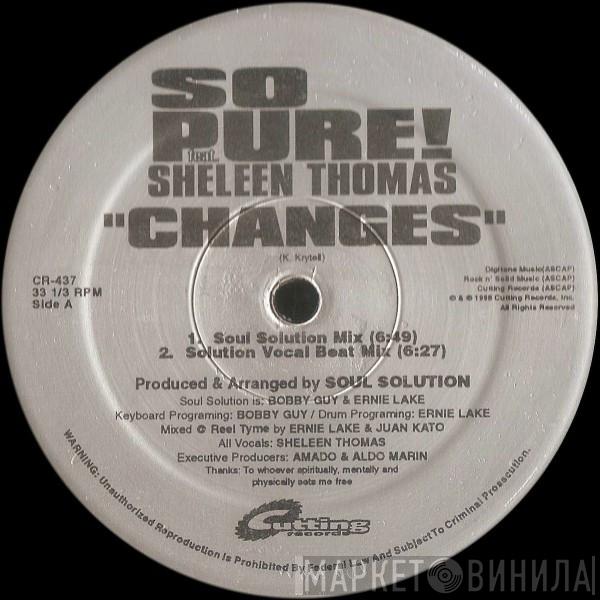 SO
PURE!
feat.
SHELEEN THOMAS
"CHANGES"
(K. Krytell)
CR-437
33 1/3 RPM
Side A
Digitone Music(ASCAP)
Rock n' Solid Music (ASCAP)
Cutting Records (ASCAP)
℗ & © 1998 Cutting Records, Inc.
All Rights Reserved
1. Soul Solution Mix (6:49)
2. Solution Vocal Beat Mix (6:27)
Produced & Arranged by SOUL SOLUTION
Soul Solution is: BOBBY GUY & ERNIE LAKE
Keyboard Programing: BOBBY GUY / Drum Programing: ERNIE LAKE
Mixed @ Reel Tyme by ERNIE LAKE & JUAN KATO
All Vocals: SHELEEN THOMAS
Executive Producers: AMADO & ALDO MARIN
Thanks: To whoever spiritually, mentally and
physically sets me free
Cutting
records
WARNING: Unauthorized Reproduction Is Prohibited By Federal Law And Subject To Criminal Prosecution.
МАРКЕТ ВИНИЛА